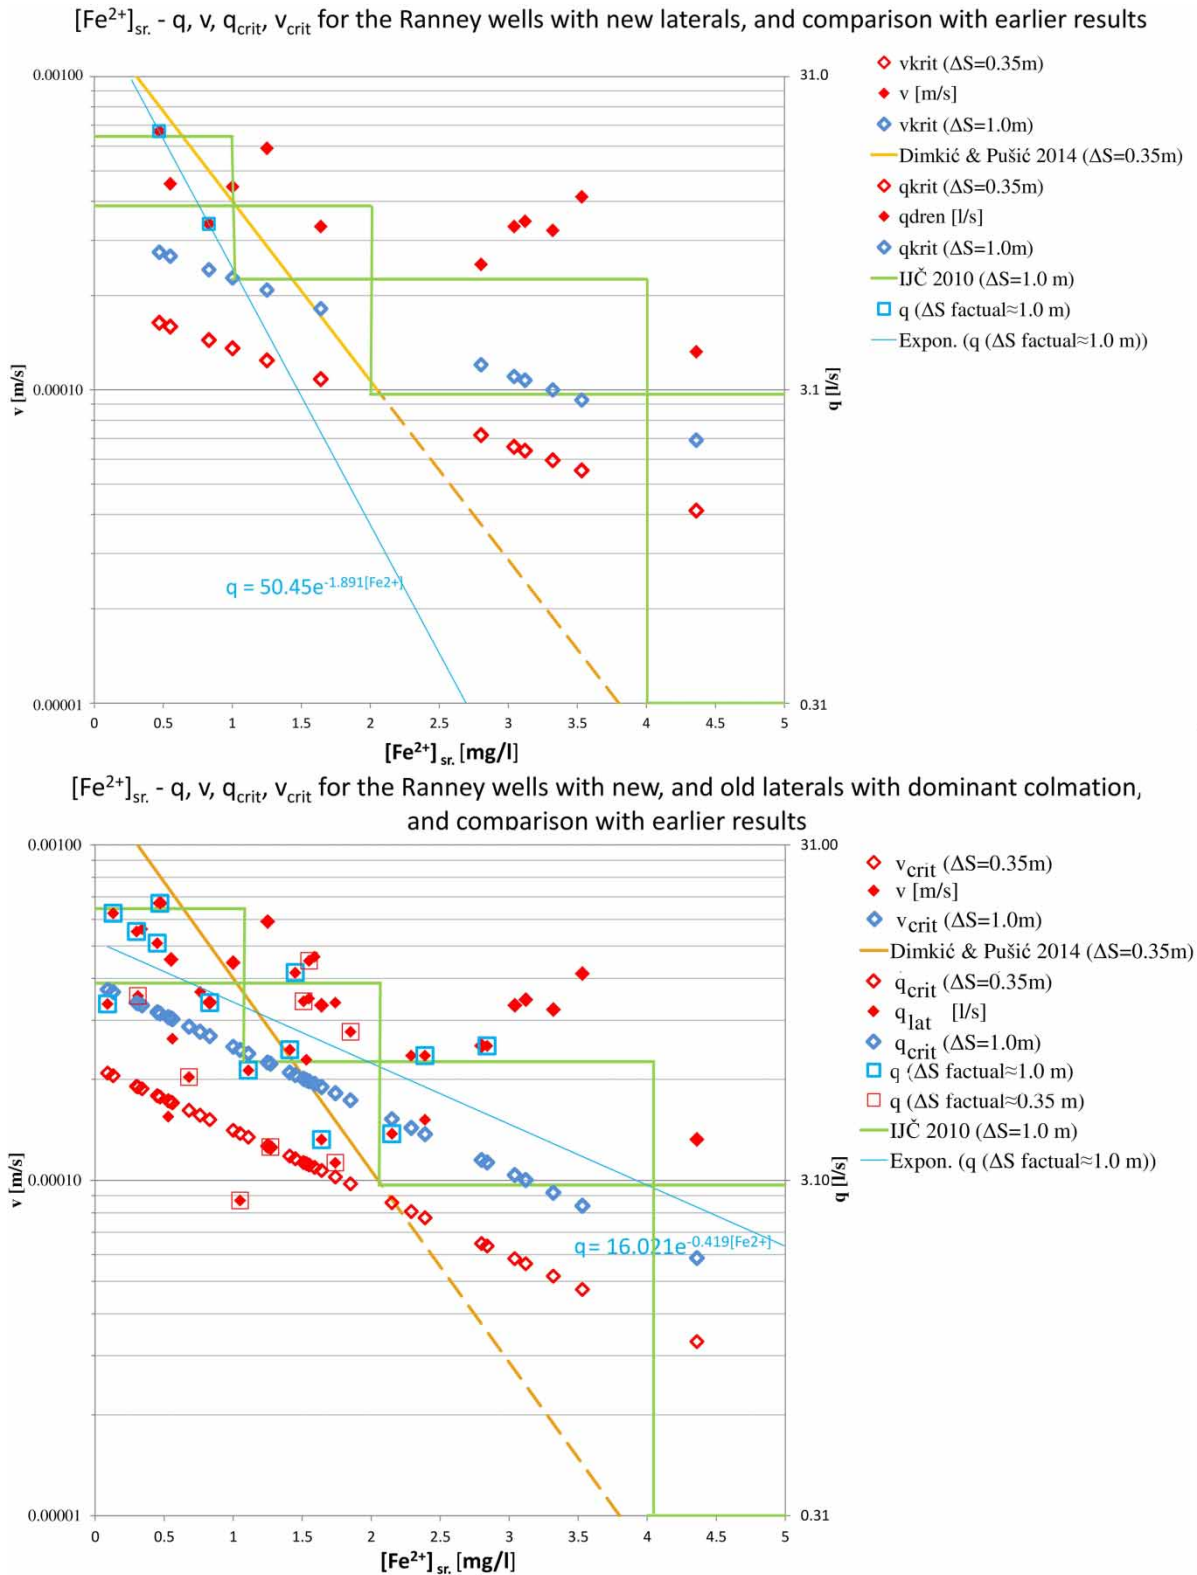 [Fe2+]sr. - q, v, qcrit, vcrit for the Ranney wells with new laterals, and comparison with earlier results
vkrit (ΔS=0.35m)
v [m/s]
vkrit (ΔS=1.0m)
Dimkić & Pušić 2014 (ΔS=0.35m)
qkrit (ΔS=0.35m)
qdren [l/s]
qkrit (ΔS=1.0m)
IJČ 2010 (ΔS=1.0 m)
q (ΔS factual≈1.0 m)
Expon. (q (ΔS factual≈1.0 m))
0.00100
0.00010
0.00001
v [m/s]
31.0
3.1
0.31
q [l/s]
q = 50.45e-1.891[Fe2+]
0 0.5 1 1.5 2 2.5 3 3.5 4 4.5 5
[Fe2+] sr. [mg/l]
[Fe2+]sr. - q, v, qcrit, vcrit for the Ranney wells with new, and old laterals with dominant colmation,
and comparison with earlier results
vcrit (ΔS=0.35m)
v [m/s]
vcrit (ΔS=1.0m)
Dimkić & Pušić 2014 (ΔS=0.35m)
qcrit (ΔS=0.35m)
qlat [l/s]
qcrit (ΔS=1.0m)
q (ΔS factual≈1.0 m)
q (ΔS factual≈0.35 m)
IJČ 2010 (ΔS=1.0 m)
Expon. (q (ΔS factual≈1.0 m))
0.00100
0.00010
0.00001
v [m/s]
31.00
3.10
0.31
q [l/s]
q= 16.021e-0.419[Fe2+]
0 0.5 1 1.5 2 2.5 3 3.5 4 4.5 5
[Fe2+] sr. [mg/l]